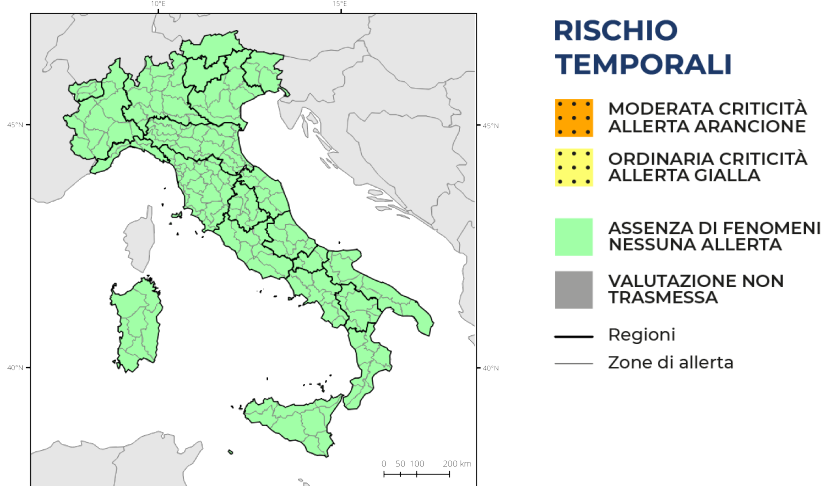 10°E
15°E
RISCHIO
TEMPORALI
MODERATA CRITICITÀ
ALLERTA ARANCIONE
45°N
45°N
ORDINARIA CRITICITÀ
ALLERTA GIALLA
ASSENZA DI FENOMENI
NESSUNA ALLERTA
VALUTAZIONE NON
TRASMESSA
Regioni
Zone di allerta
40°N
40°N
0 50 100 200 km